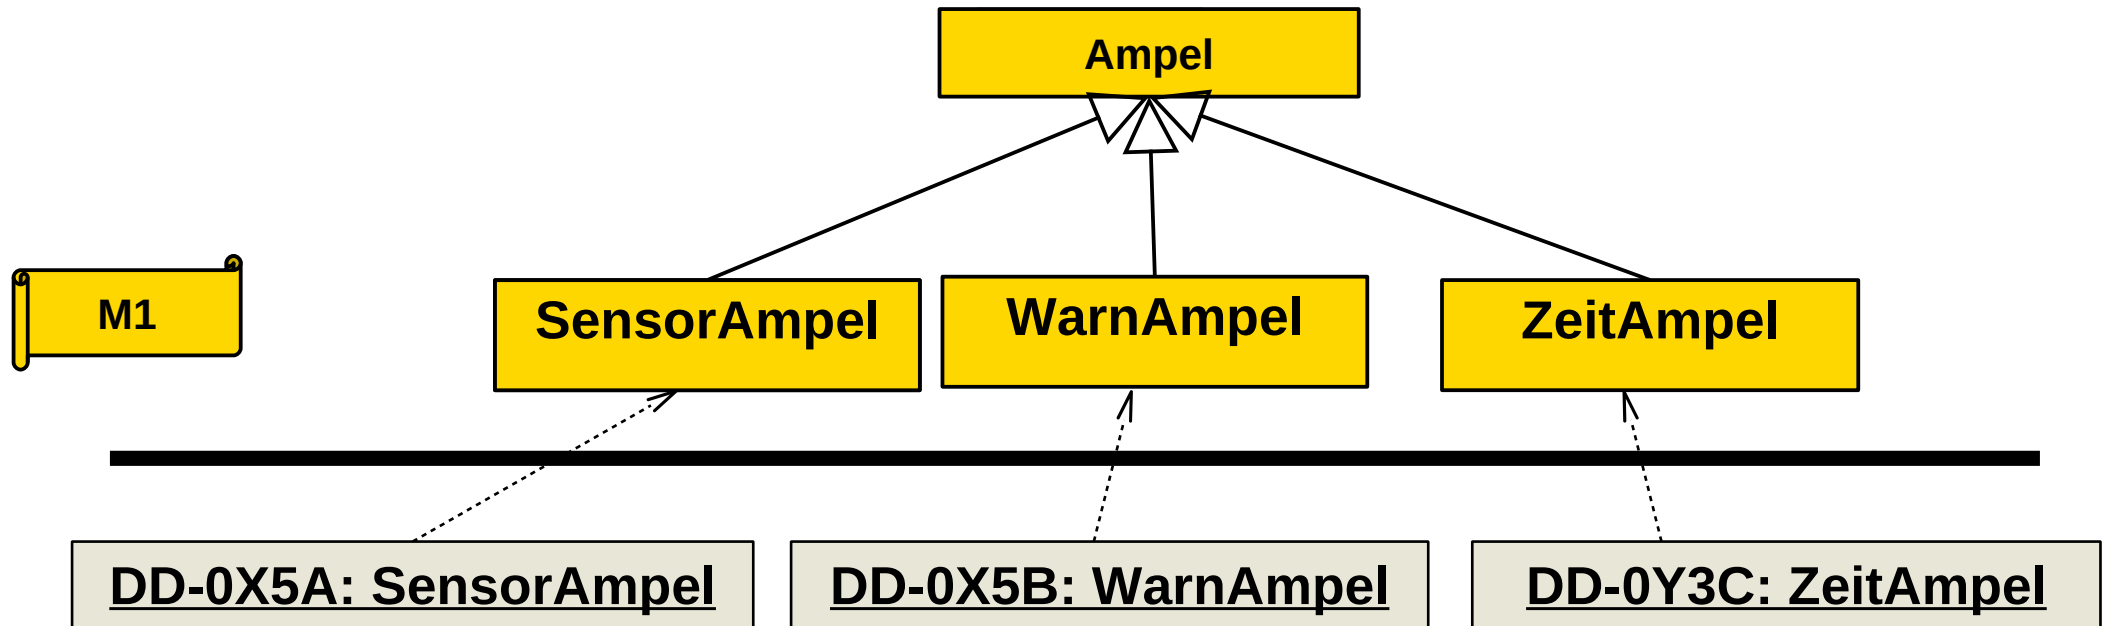 Ampel
M1
SensorAmpel
WarnAmpel
ZeitAmpel
DD-0X5A: SensorAmpel
DD-0X5B: WarnAmpel
DD-0Y3C: ZeitAmpel